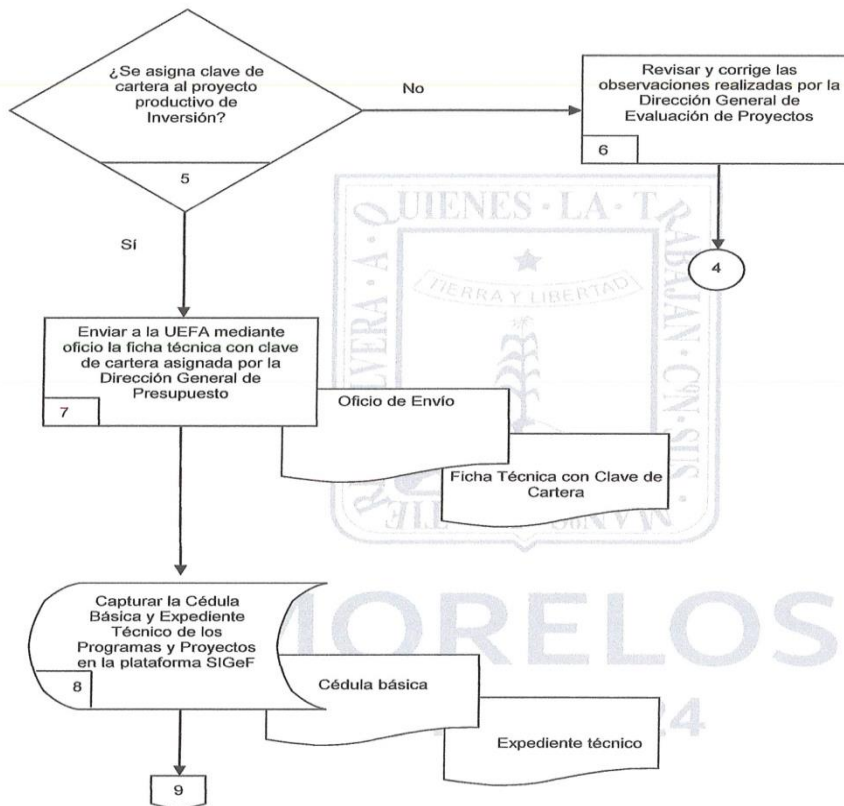 ¿Se asigna clave de
cartera al proyecto
productivo de
Inversión?
5
No
Revisar y corrige las
observaciones realizadas por la
Dirección General de
Evaluación de Proyectos
6
4
Sí
Enviar a la UEFA mediante
oficio la ficha técnica con clave
de cartera asignada por la
Dirección General de
Presupuesto
7
Oficio de Envío
Ficha Técnica con Clave de
Cartera
Capturar la Cédula
Básica y Expediente
Técnico de los
Programas y Proyectos
en la plataforma SIGeF
8
Cédula básica
Expediente técnico
9
QUIENES · LA · TRABAJAN · CON · SUS ·
TIERRA Y LIBERTAD
MORELOS
24